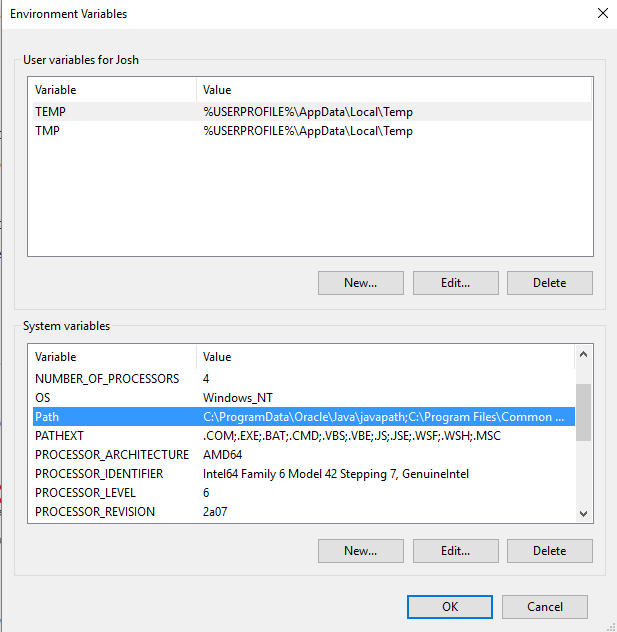 Environment Variables
User variables for Josh
Variable Value
TEMP %USERPROFILE%\AppData\Local\Temp
TMP %USERPROFILE%\AppData\Local\Temp
New... Edit... Delete
System variables
Variable Value
NUMBER_OF_PROCESSORS 4
OS Windows_NT
Path C:\ProgramData\Oracle\Java\javapath;C:\Program Files\Common ...
PATHEXT .COM;.EXE;.BAT;.CMD;.VBS;.VBE;.JS;.JSE;.WSF;.WSH;.MSC
PROCESSOR_ARCHITECTURE AMD64
PROCESSOR_IDENTIFIER Intel64 Family 6 Model 42 Stepping 7, GenuineIntel
PROCESSOR_LEVEL 6
PROCESSOR_REVISION 2a07
New... Edit... Delete
OK Cancel